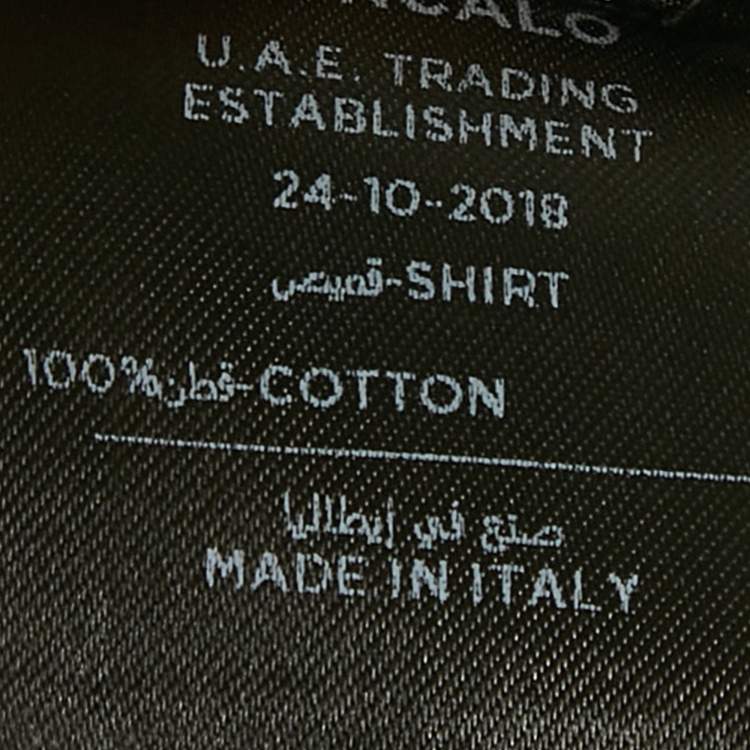 U.A.E. TRADING
ESTABLISHMENT
24-10-2018
قميص-SHIRT
100%قطن-COTTON
صنع في إيطاليا
MADE IN ITALY